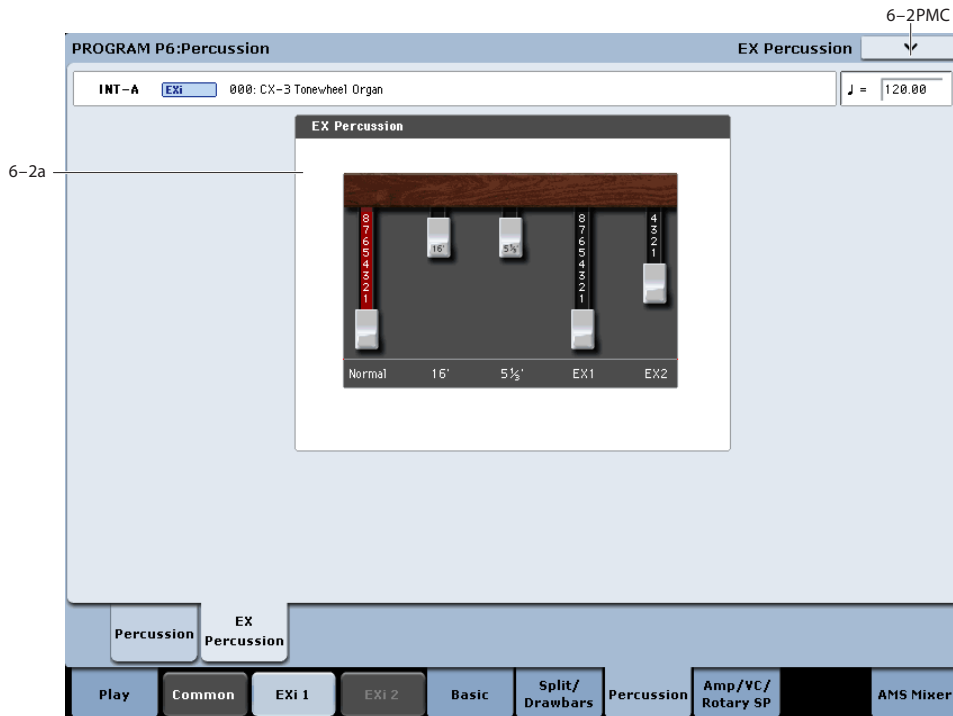 6–2PMC
PROGRAM P6:Percussion
EX Percussion
INT–A EXi 000: CX–3 Tonewheel Organ
♩ = 120.00
EX Percussion
6–2a
8
7
6
5
4
3
2
1
16'
5⅓'
8
7
6
5
4
3
2
1
4
3
2
1
Normal 16' 5⅓' EX1 EX2
Percussion
EX
Percussion
Play Common EXi 1 EXi 2 Basic Split/
Drawbars Percussion Amp/VC/
Rotary SP AMS Mixer